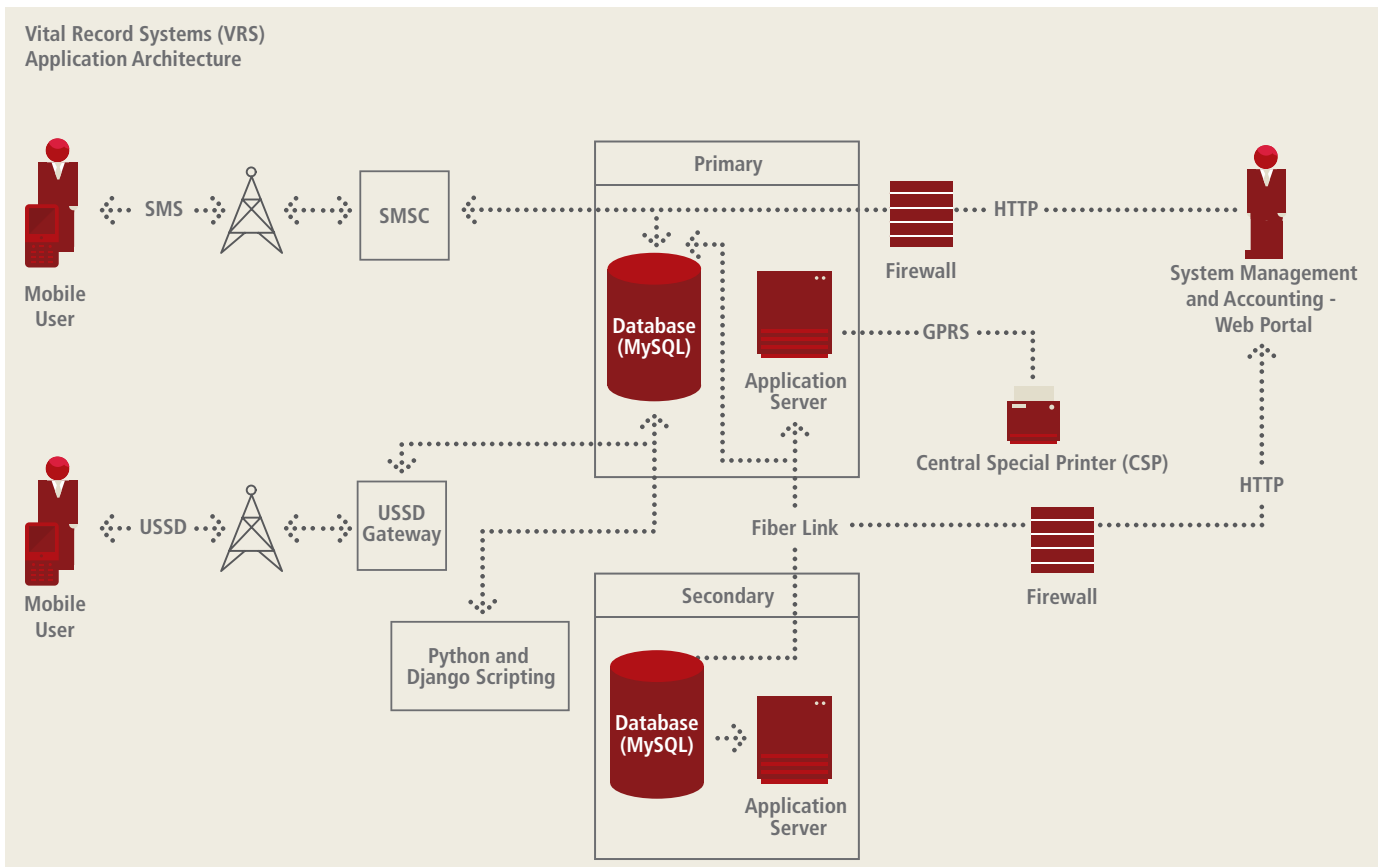 Vital Record Systems (VRS)
Application Architecture
Primary
SMS
SMSC
HTTP
Firewall
System Management
and Accounting -
Web Portal
Mobile
User
Database
(MySQL)
GPRS
Application
Server
Central Special Printer (CSP)
HTTP
USSD
USSD
Gateway
Fiber Link
Firewall
Mobile
User
Secondary
Python and
Django Scripting
Database
(MySQL)
Application
Server